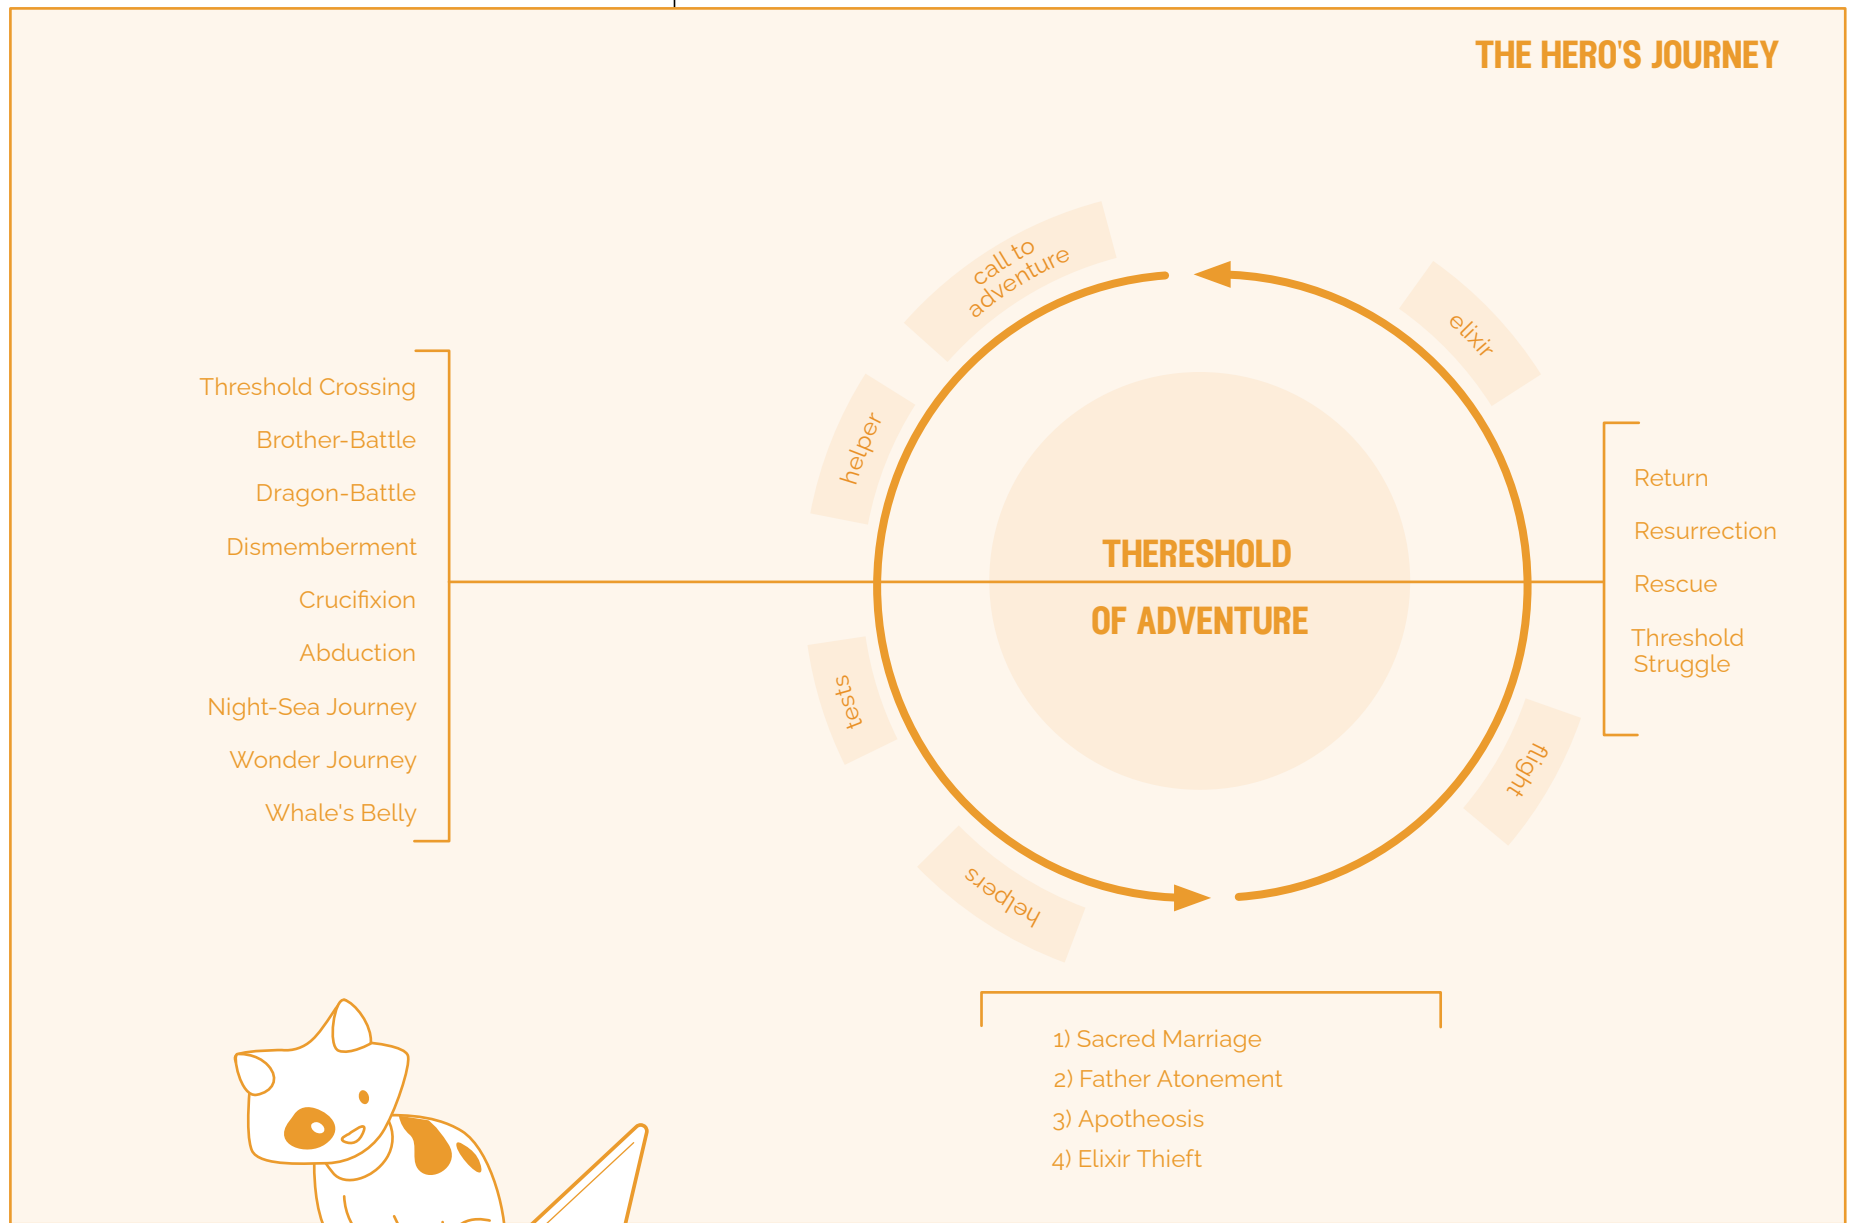 THE HERO'S JOURNEY
call to
adventure
helper
tests
helpers
flight
elixir
THERESHOLD
OF ADVENTURE
Threshold Crossing
Brother-Battle
Dragon-Battle
Dismemberment
Crucifixion
Abduction
Night-Sea Journey
Wonder Journey
Whale's Belly
Return
Resurrection
Rescue
Threshold
Struggle
1) Sacred Marriage
2) Father Atonement
3) Apotheosis
4) Elixir Thieft